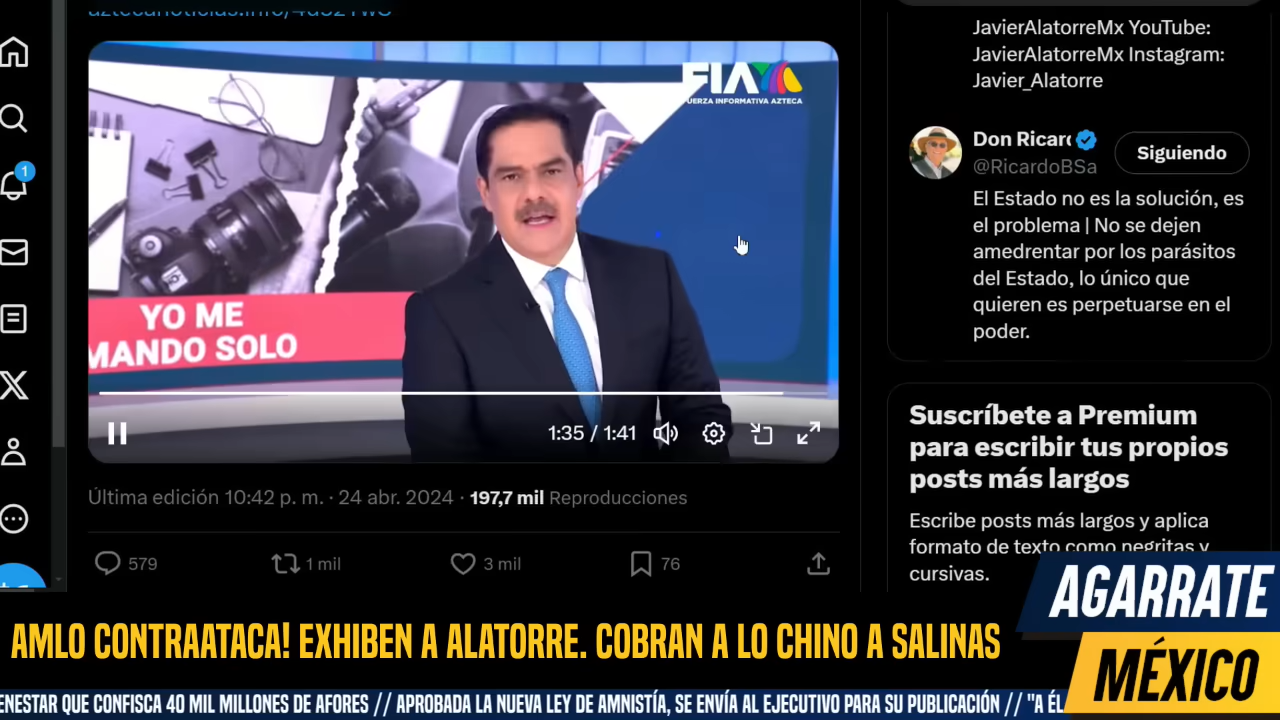 aztecanoticias.info/4d52YwC
FIA
FUERZA INFORMATIVA AZTECA
YO ME
MANDO SOLO
1:35 / 1:41
Última edición 10:42 p. m. · 24 abr. 2024 · 197,7 mil Reproducciones
579
1 mil
3 mil
76
1
JavierAlatorreMx YouTube:
JavierAlatorreMx Instagram:
Javier_Alatorre
Don Ricar
@RicardoBSa
Siguiendo
El Estado no es la solución, es
el problema | No se dejen
amedrentar por los parásitos
del Estado, lo único que
quieren es perpetuarse en el
poder.
Suscríbete a Premium
para escribir tus propios
posts más largos
Escribe posts más largos y aplica
formato de texto como negritas y
cursivas.
AGARRATE
MÉXICO
AMLO CONTRAATACA! EXHIBEN A ALATORRE. COBRAN A LO CHINO A SALINAS
ENESTAR QUE CONFISCA 40 MIL MILLONES DE AFORES // APROBADA LA NUEVA LEY DE AMNISTÍA, SE ENVÍA AL EJECUTIVO PARA SU PUBLICACIÓN // "A ÉL